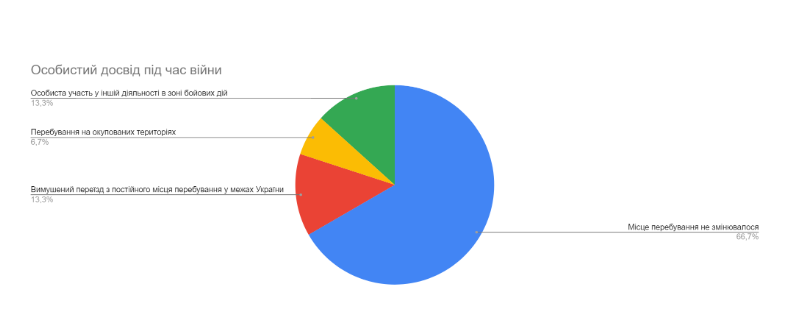 Особистий досвід під час війни
Особиста участь у іншій діяльності в зоні бойових дій
13,3%
Перебування на окупованих територіях
6,7%
Вимушений переїзд з постійного місця перебування у межах України
13,3%
Місце перебування не змінювалося
66,7%